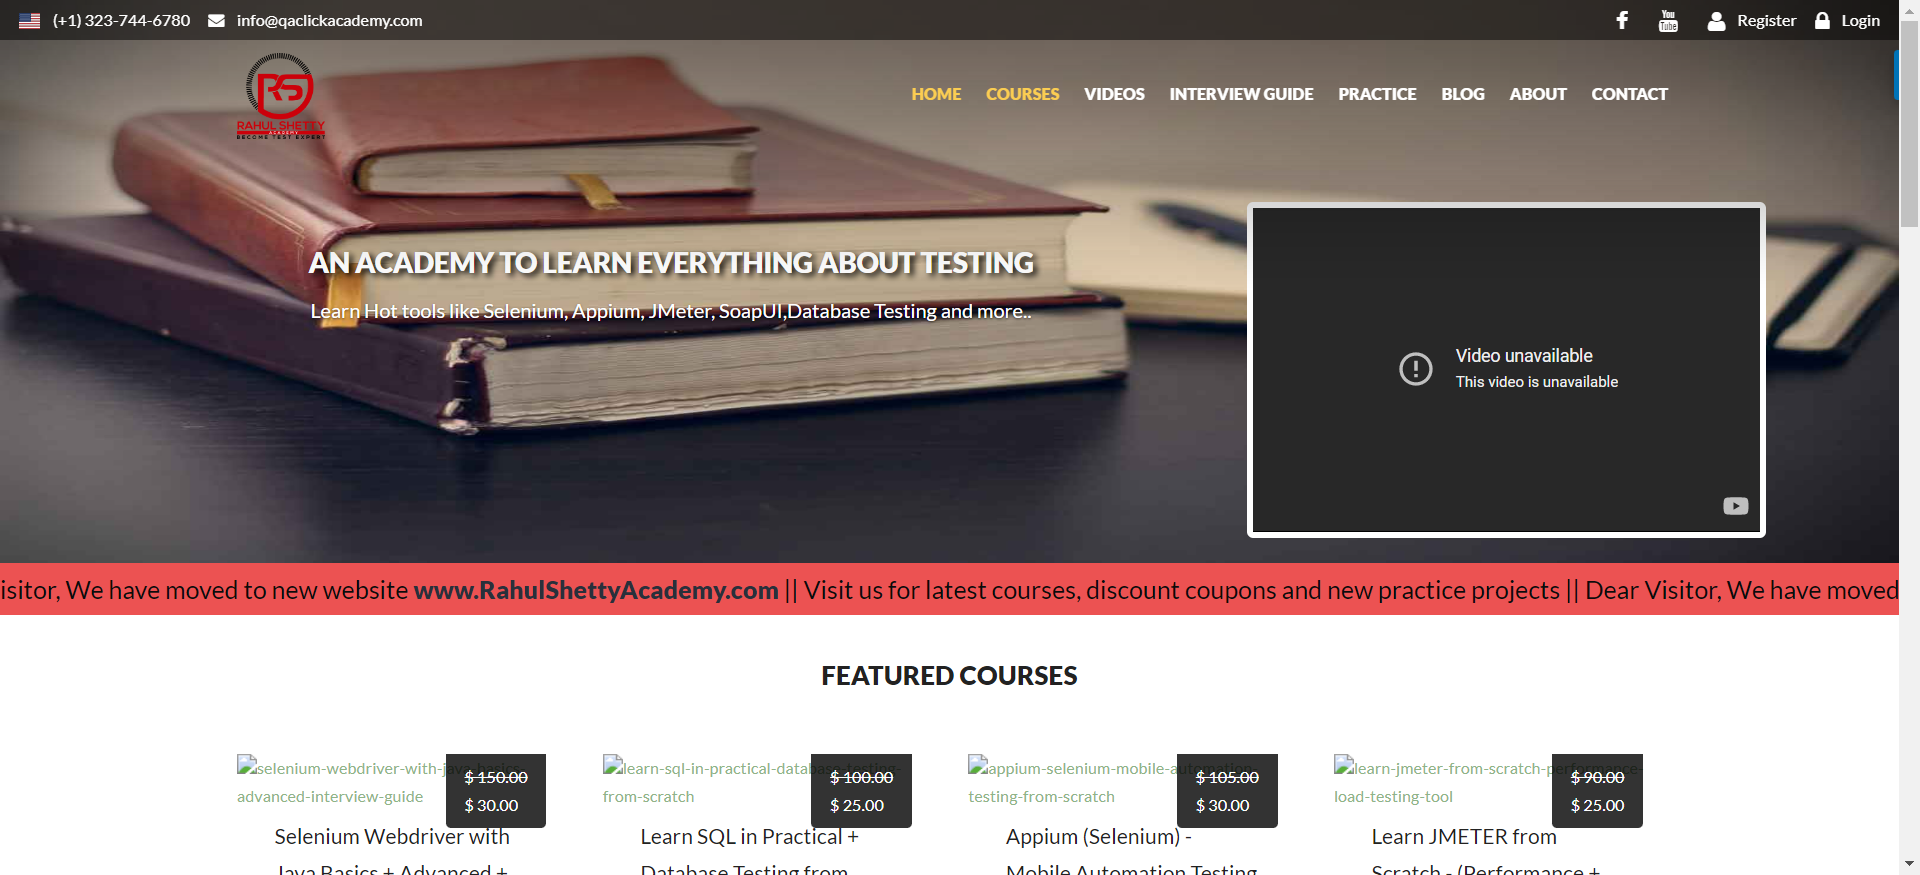 (+1) 323-744-6780 info@qaclickacademy.com
You Tube Register Login
RS
RAHUL SHETTY
ACADEMY
BECOME TEST EXPERT
HOME COURSES VIDEOS INTERVIEW GUIDE PRACTICE BLOG ABOUT CONTACT
AN ACADEMY TO LEARN EVERYTHING ABOUT TESTING
Learn Hot tools like Selenium, Appium, JMeter, SoapUI,Database Testing and more..
Video unavailable
This video is unavailable
isitor, We have moved to new website www.RahulShettyAcademy.com || Visit us for latest courses, discount coupons and new practice projects || Dear Visitor, We have moved
FEATURED COURSES
selenium-webdriver-with-java-basics-
advanced-interview-guide
$ 150.00
$ 30.00
Selenium Webdriver with
Java Basics + Advanced +
learn-sql-in-practical-database-testing-
from-scratch
$ 100.00
$ 25.00
Learn SQL in Practical +
Database Testing from
appium-selenium-mobile-automation-
testing-from-scratch
$ 105.00
$ 30.00
Appium (Selenium) -
Mobile Automation Testing
learn-jmeter-from-scratch-performance-
load-testing-tool
$ 90.00
$ 25.00
Learn JMETER from
Scratch - (Performance +